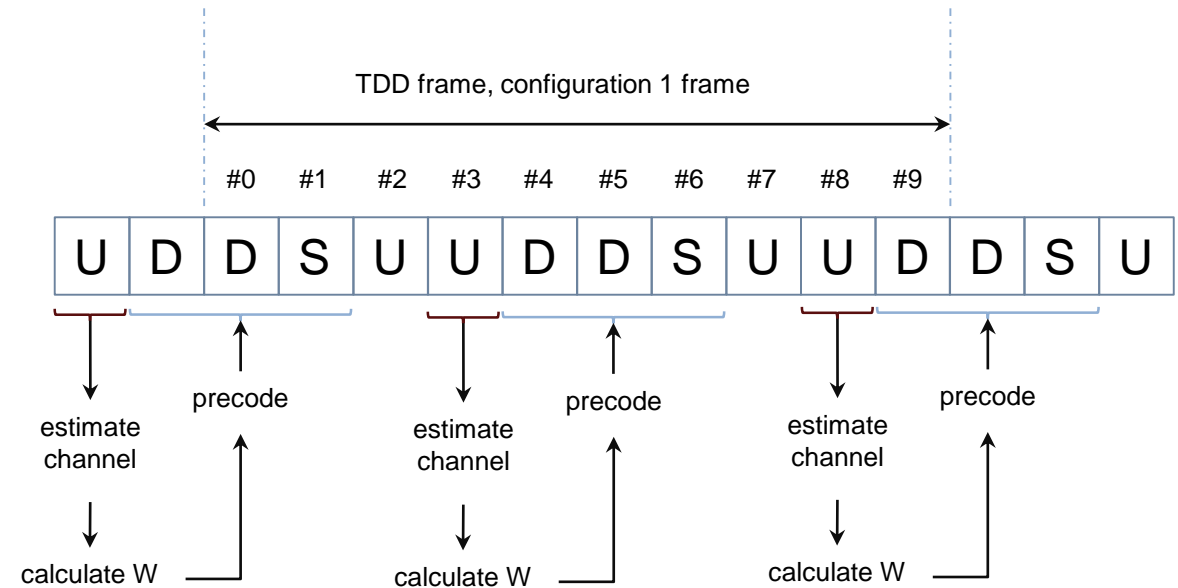 TDD frame, configuration 1 frame
#0 #1 #2 #3 #4 #5 #6 #7 #8 #9
U D D S U U D D S U U D D S U
precode
precode
precode
estimate
channel
estimate
channel
estimate
channel
calculate W
calculate W
calculate W